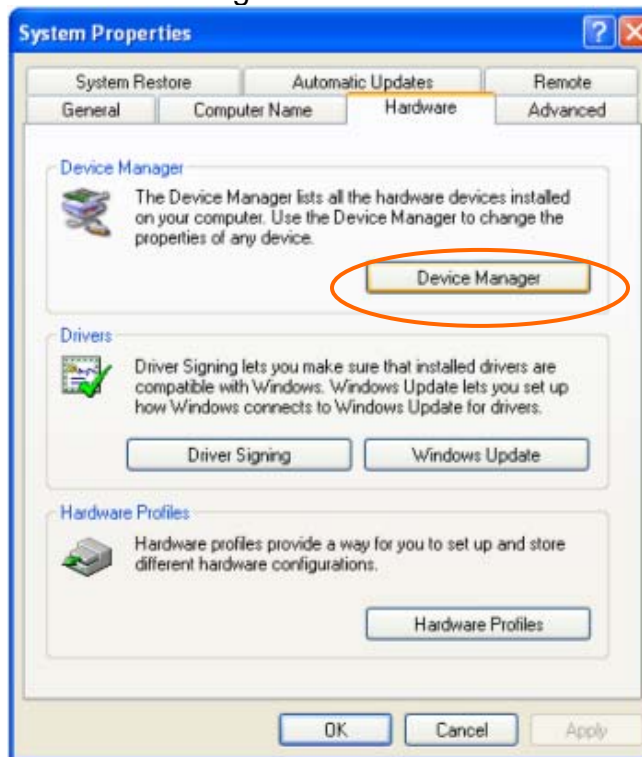 System Properties
System Restore Automatic Updates Remote
General Computer Name Hardware Advanced
Device Manager
The Device Manager lists all the hardware devices installed
on your computer. Use the Device Manager to change the
properties of any device.
Device Manager
Drivers
Driver Signing lets you make sure that installed drivers are
compatible with Windows. Windows Update lets you set up
how Windows connects to Windows Update for drivers.
Driver Signing Windows Update
Hardware Profiles
Hardware profiles provide a way for you to set up and store
different hardware configurations.
Hardware Profiles
OK Cancel Apply